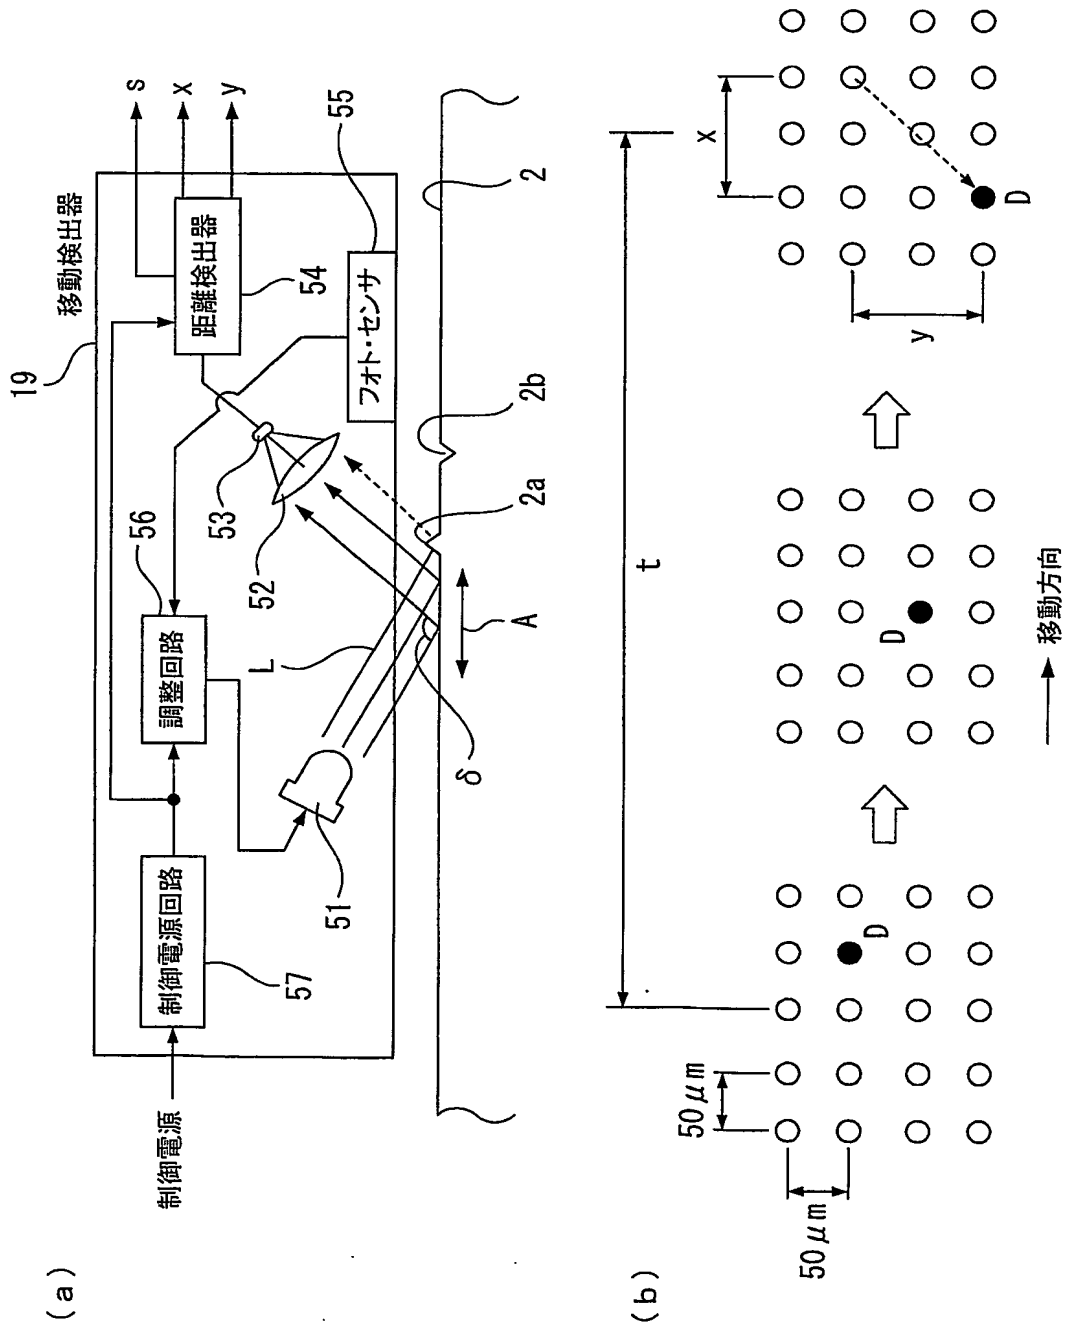 (a)
19
移動検出器
制御電源
制御電源回路
57
調整回路
56
距離検出器
54
s
x
y
フォト・センサ
55
51
L
52
53
δ
A
2a
2b
2
(b)
50μm
50μm
t
D
D
D
x
y
移動方向